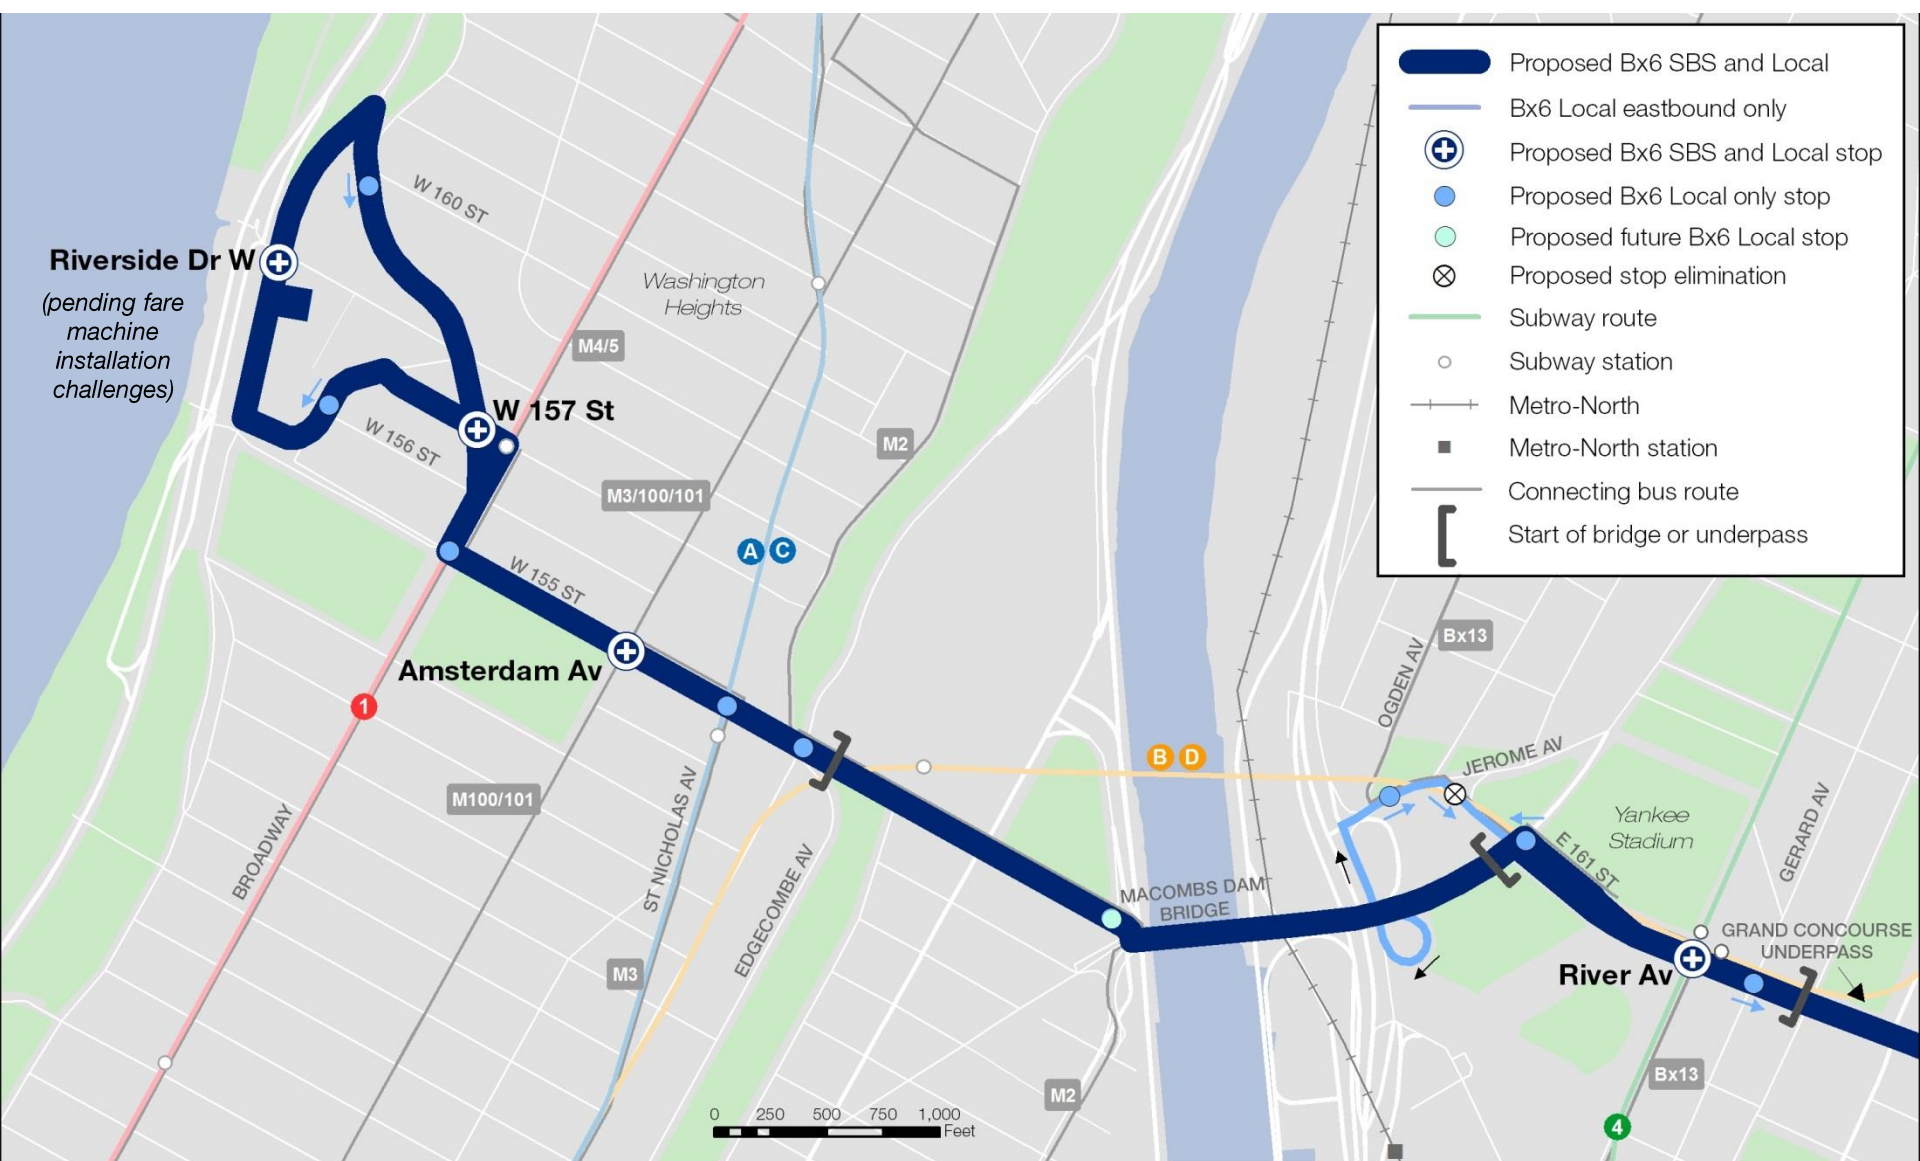 Proposed Bx6 SBS and Local
Bx6 Local eastbound only
Proposed Bx6 SBS and Local stop
Proposed Bx6 Local only stop
Proposed future Bx6 Local stop
Proposed stop elimination
Subway route
Subway station
Metro-North
Metro-North station
Connecting bus route
Start of bridge or underpass
W 160 ST
Riverside Dr W
(pending fare
machine
installation
challenges)
Washington
Heights
M4/5
W 157 St
W 156 ST
M2
M3/100/101
A
C
W 155 ST
Bx13
OGDEN AV
Amsterdam Av
1
B
D
JEROME AV
M100/101
ST NICHOLAS AV
BROADWAY
EDGECOMBE AV
Yankee
Stadium
GERARD AV
E 161 ST
MACOMBS DAM
BRIDGE
GRAND CONCOURSE
UNDERPASS
River Av
M3
Bx13
M2
4
0 250 500 750 1,000
Feet